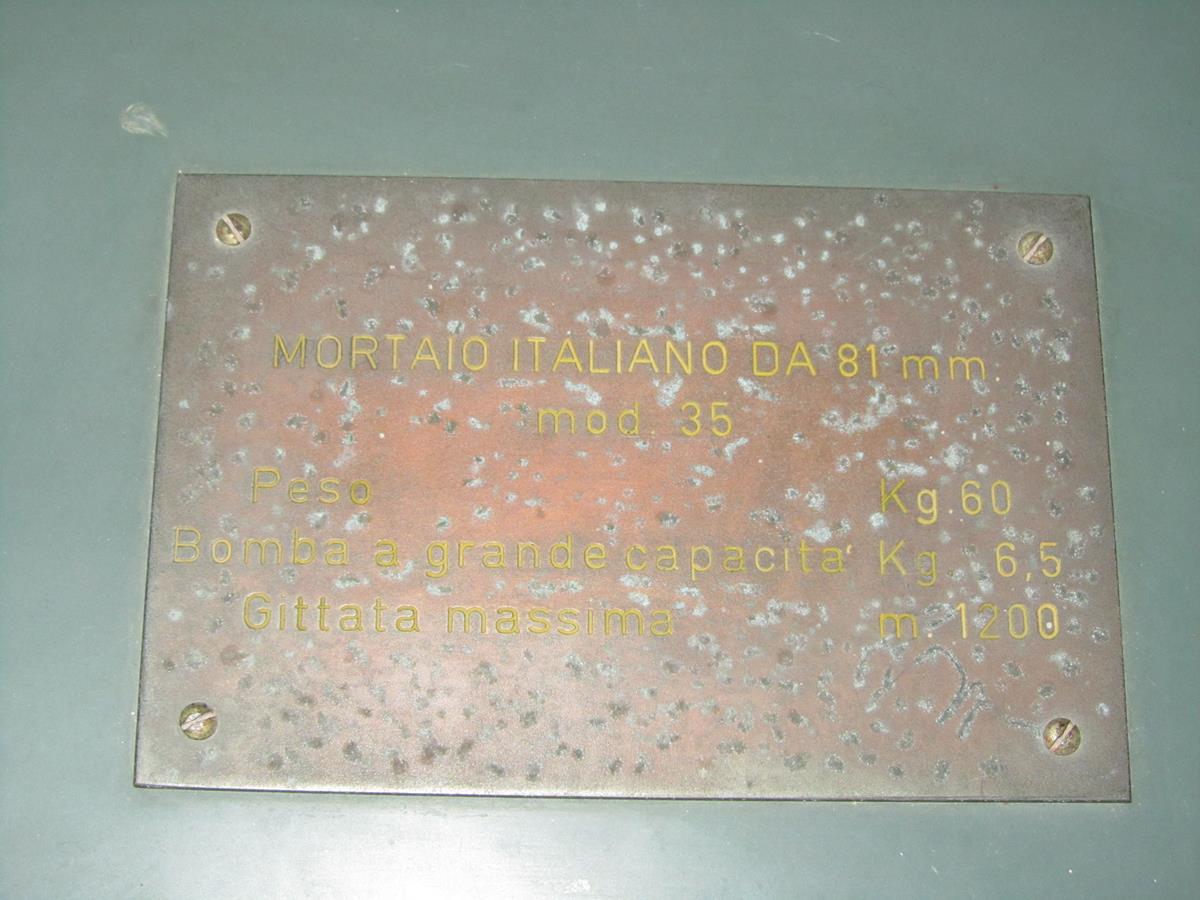 MORTAIO ITALIANO DA 81 mm.
mod. 35
Peso Kg. 60
Bomba a grande capacita' Kg. 6,5
Gittata massima m. 1200